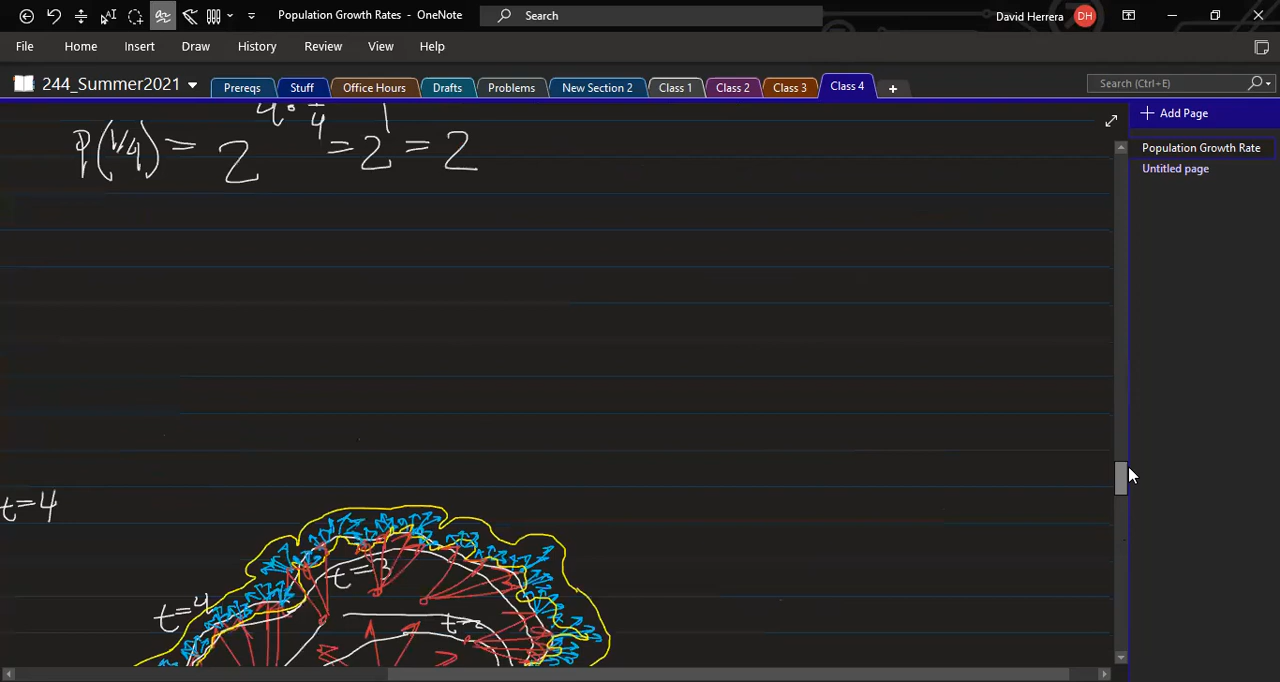 Population Growth Rates - OneNote
Search
David Herrera DH
File Home Insert Draw History Review View Help
244_Summer2021
Prereqs Stuff Office Hours Drafts Problems New Section 2 Class 1 Class 2 Class 3 Class 4
Search (Ctrl+E)
Add Page
Population Growth Rate
Untitled page
P(1/4) = 2 = 2 = 2
t=4
t=3
t=4